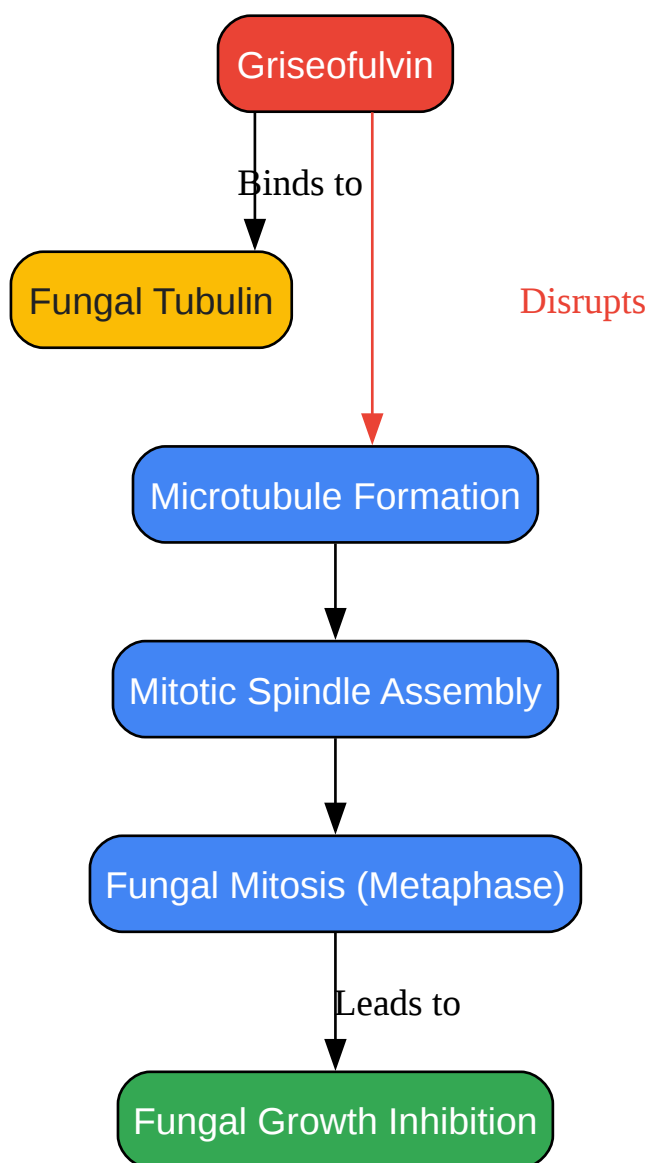 Griseofulvin
Binds to
Fungal Tubulin
Disrupts
Microtubule Formation
Mitotic Spindle Assembly
Fungal Mitosis (Metaphase)
Leads to
Fungal Growth Inhibition